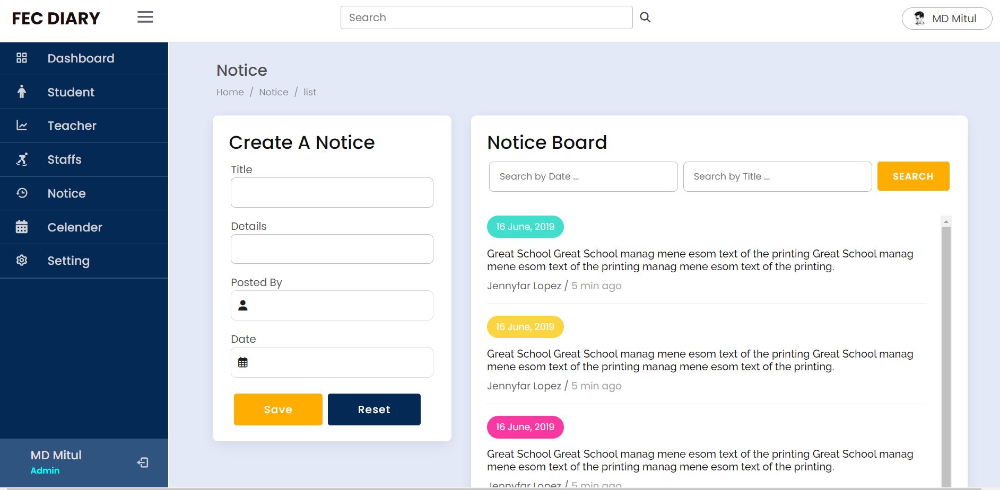 FEC DIARY
Search
MD Mitul
Dashboard
Student
Teacher
Staffs
Notice
Celender
Setting
MD Mitul
Admin
Notice
Home / Notice / list
Create A Notice
Title
Details
Posted By
Date
Save Reset
Notice Board
Search by Date ... Search by Title ... SEARCH
16 June, 2019
Great School Great School manag mene esom text of the printing Great School manag
mene esom text of the printing manag mene esom text of the printing.
Jennyfar Lopez / 5 min ago
16 June, 2019
Great School Great School manag mene esom text of the printing Great School manag
mene esom text of the printing manag mene esom text of the printing.
Jennyfar Lopez / 5 min ago
16 June, 2019
Great School Great School manag mene esom text of the printing Great School manag
mene esom text of the printing manag mene esom text of the printing.
Jennyfar Lopez / 5 min ago